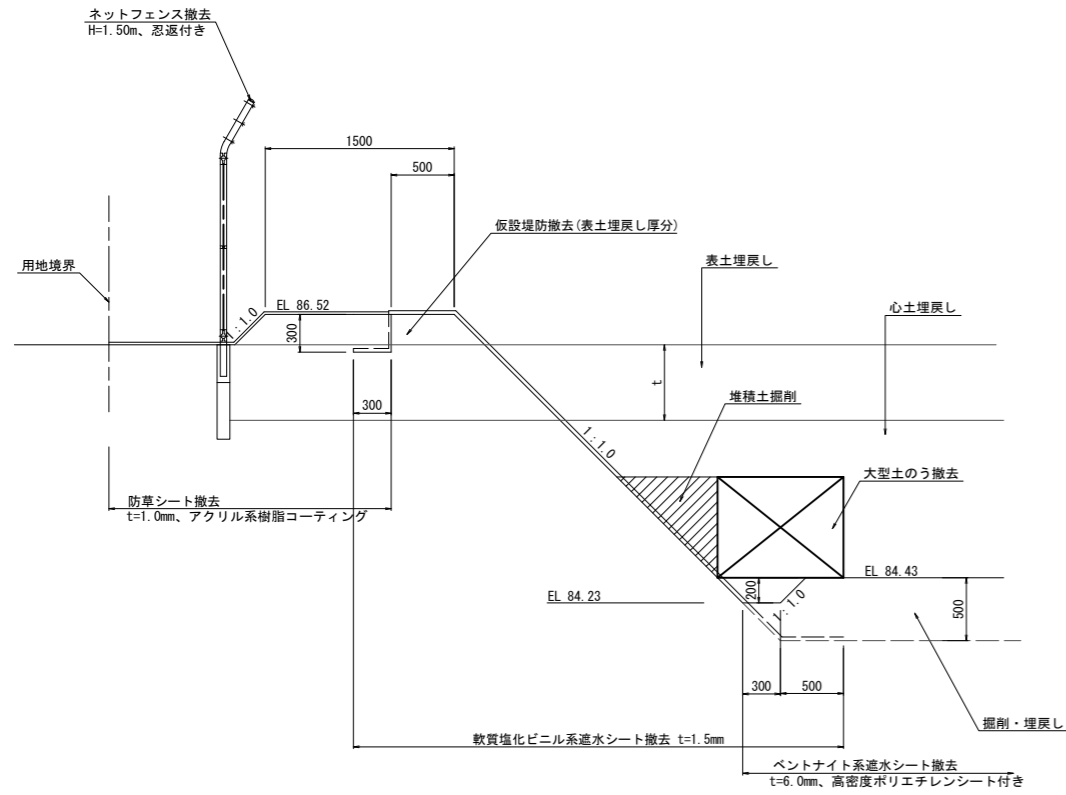 ネットフェンス撤去
H=1.50m、忍返付き
1500
500
仮設堤防撤去(表土埋戻し厚分)
用地境界
表土埋戻し
心土埋戻し
EL 86.52
1:1.0
300
300
t
堆積土掘削
1:1.0
大型土のう撤去
防草シート撤去
t=1.0mm、アクリル系樹脂コーティング
EL 84.43
EL 84.23
200
1:1.0
500
300
500
掘削・埋戻し
軟質塩化ビニル系遮水シート撤去 t=1.5mm
ベントナイト系遮水シート撤去
t=6.0mm、高密度ポリエチレンシート付き